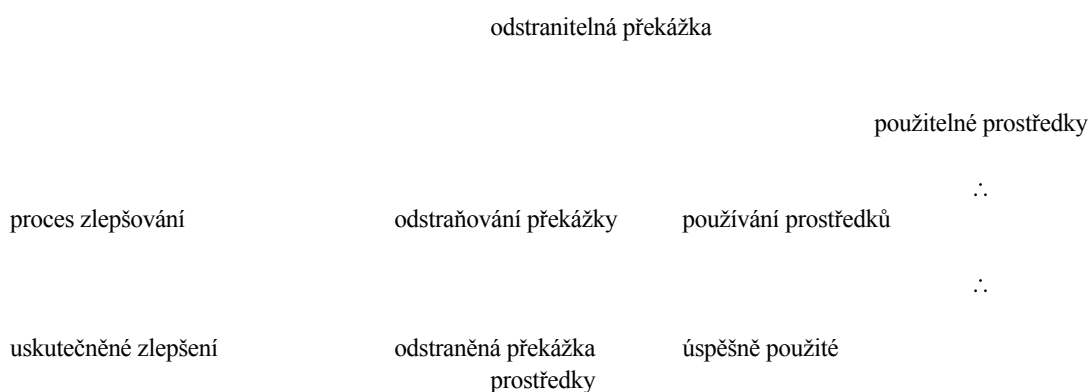 odstranitelná překážka
použitelné prostředky
∴
proces zlepšování odstraňování překážky používání prostředků
∴
uskutečněné zlepšení odstraněná překážka úspěšně použité
prostředky